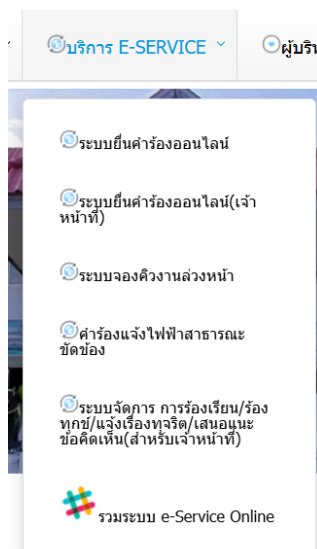 บริการ E-SERVICE
ผู้บริ
ระบบยื่นคำร้องออนไลน์
ระบบยื่นคำร้องออนไลน์(เจ้า
หน้าที่)
ระบบจองคิวงานล่วงหน้า
คำร้องแจ้งไฟฟ้าสาธารณะ
ขัดข้อง
ระบบจัดการ การร้องเรียน/ร้อง
ทุกข์/แจ้งเรื่องทุจริต/เสนอแนะ
ข้อคิดเห็น(สำหรับเจ้าหน้าที่)
รวมระบบ e-Service Online